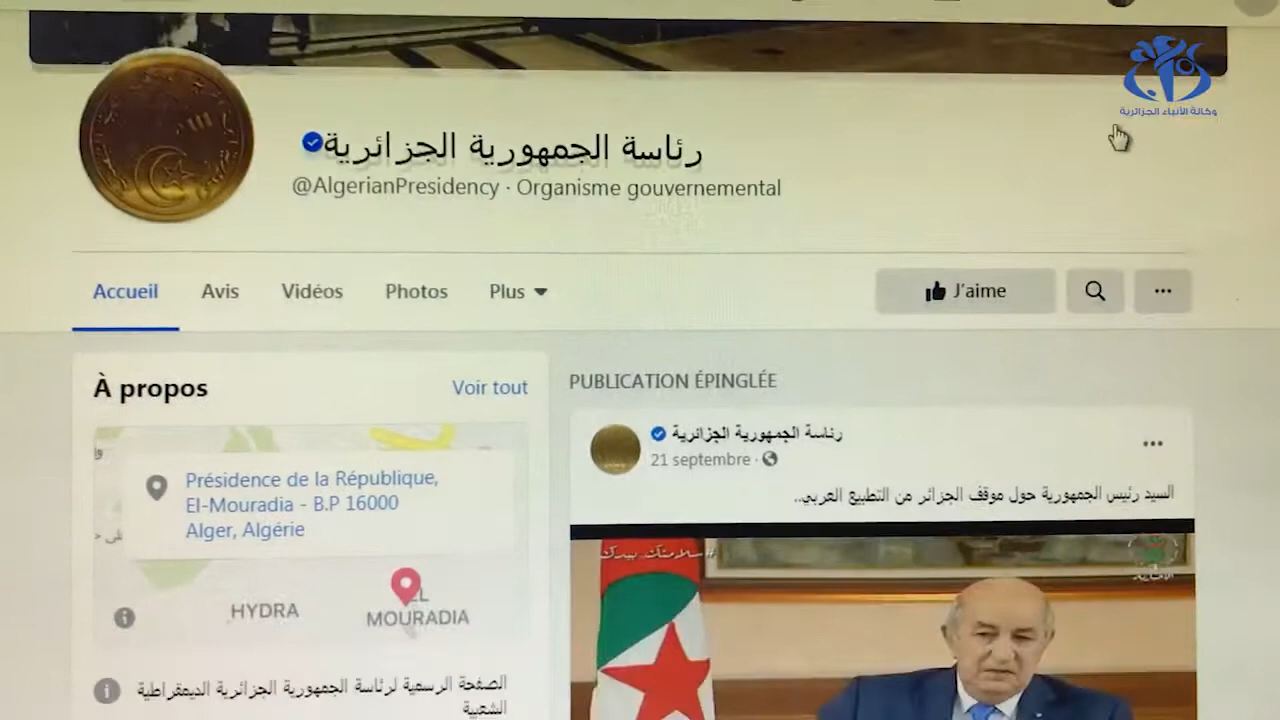 وكالة الأنباء الجزائرية
رئاسة الجمهورية الجزائرية
@AlgerianPresidency · Organisme gouvernemental
Accueil Avis Vidéos Photos Plus J'aime
À propos Voir tout
Présidence de la République,
El-Mouradia - B.P 16000
Alger, Algérie
HYDRA
EL
MOURADIA
الصفحة الرسمية لرئاسة الجمهورية الجزائرية الديمقراطية
الشعبية
PUBLICATION ÉPINGLÉE
رئاسة الجمهورية الجزائرية
21 septembre
السيد رئيس الجمهورية حول موقف الجزائر من التطبيع العربي..
#سلامتك_بيدك